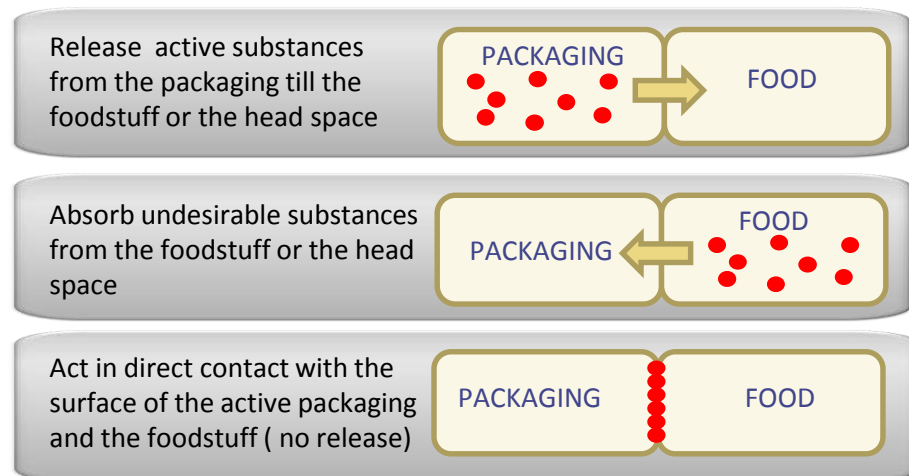 Release active substances
from the packaging till the
foodstuff or the head space
PACKAGING
FOOD
Absorb undesirable substances
from the foodstuff or the head
space
PACKAGING
FOOD
Act in direct contact with the
surface of the active packaging
and the foodstuff ( no release)
PACKAGING
FOOD